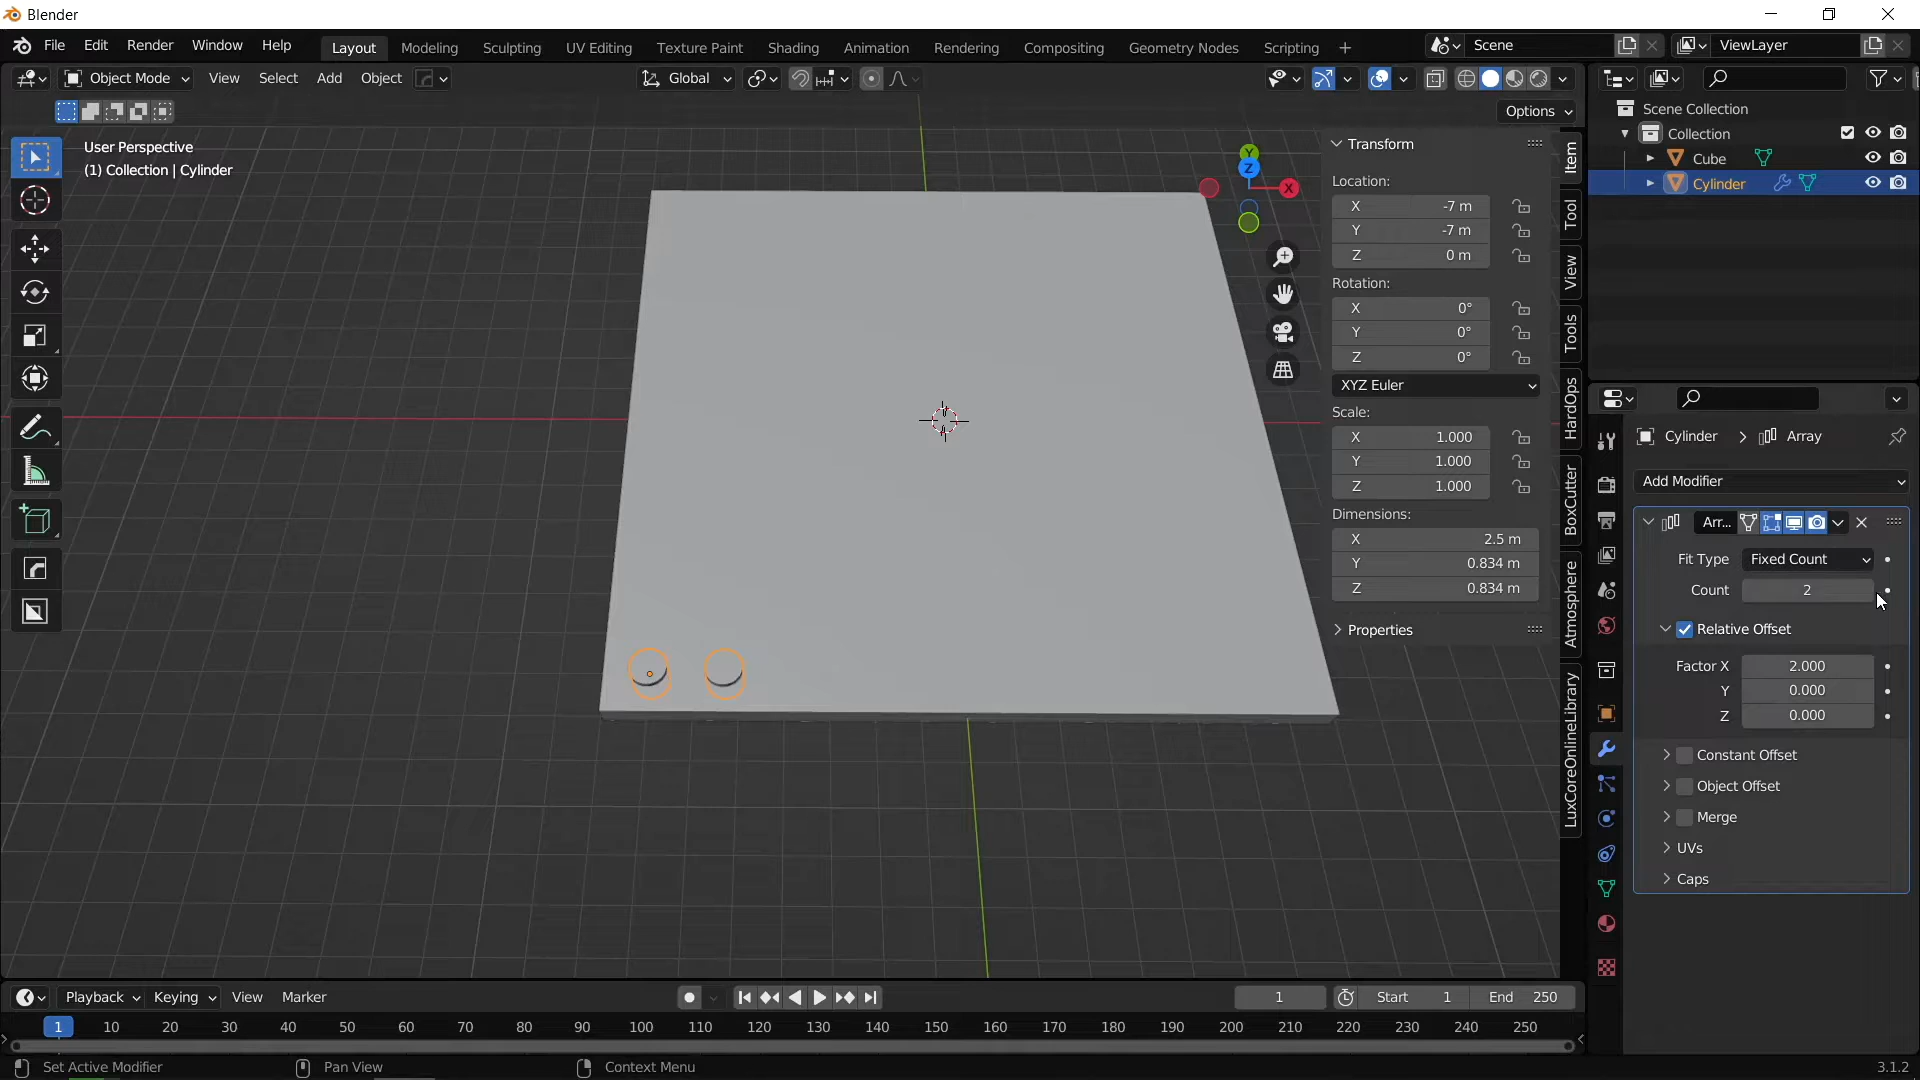 Blender
File Edit Render Window Help Layout Modeling Sculpting UV Editing Texture Paint Shading Animation Rendering Compositing Geometry Nodes Scripting + Scene ViewLayer
Object Mode View Select Add Object Global
Options
User Perspective
(1) Collection | Cylinder
Y
Z
X
Transform
Location:
X -7 m
Y -7 m
Z 0 m
Rotation:
X 0°
Y 0°
Z 0°
XYZ Euler
Scale:
X 1.000
Y 1.000
Z 1.000
Dimensions:
X 2.5 m
Y 0.834 m
Z 0.834 m
Properties
Item
Tool
View
Tools
HardOps
BoxCutter
Atmosphere
LuxCoreOnlineLibrary
Scene Collection
Collection
Cube
Cylinder
Cylinder > Array
Add Modifier
Arr...
Fit Type Fixed Count
Count 2
Relative Offset
Factor X 2.000
Y 0.000
Z 0.000
Constant Offset
Object Offset
Merge
UVs
Caps
Playback Keying View Marker 1 Start 1 End 250
1 10 20 30 40 50 60 70 80 90 100 110 120 130 140 150 160 170 180 190 200 210 220 230 240 250
Set Active Modifier Pan View Context Menu 3.1.2